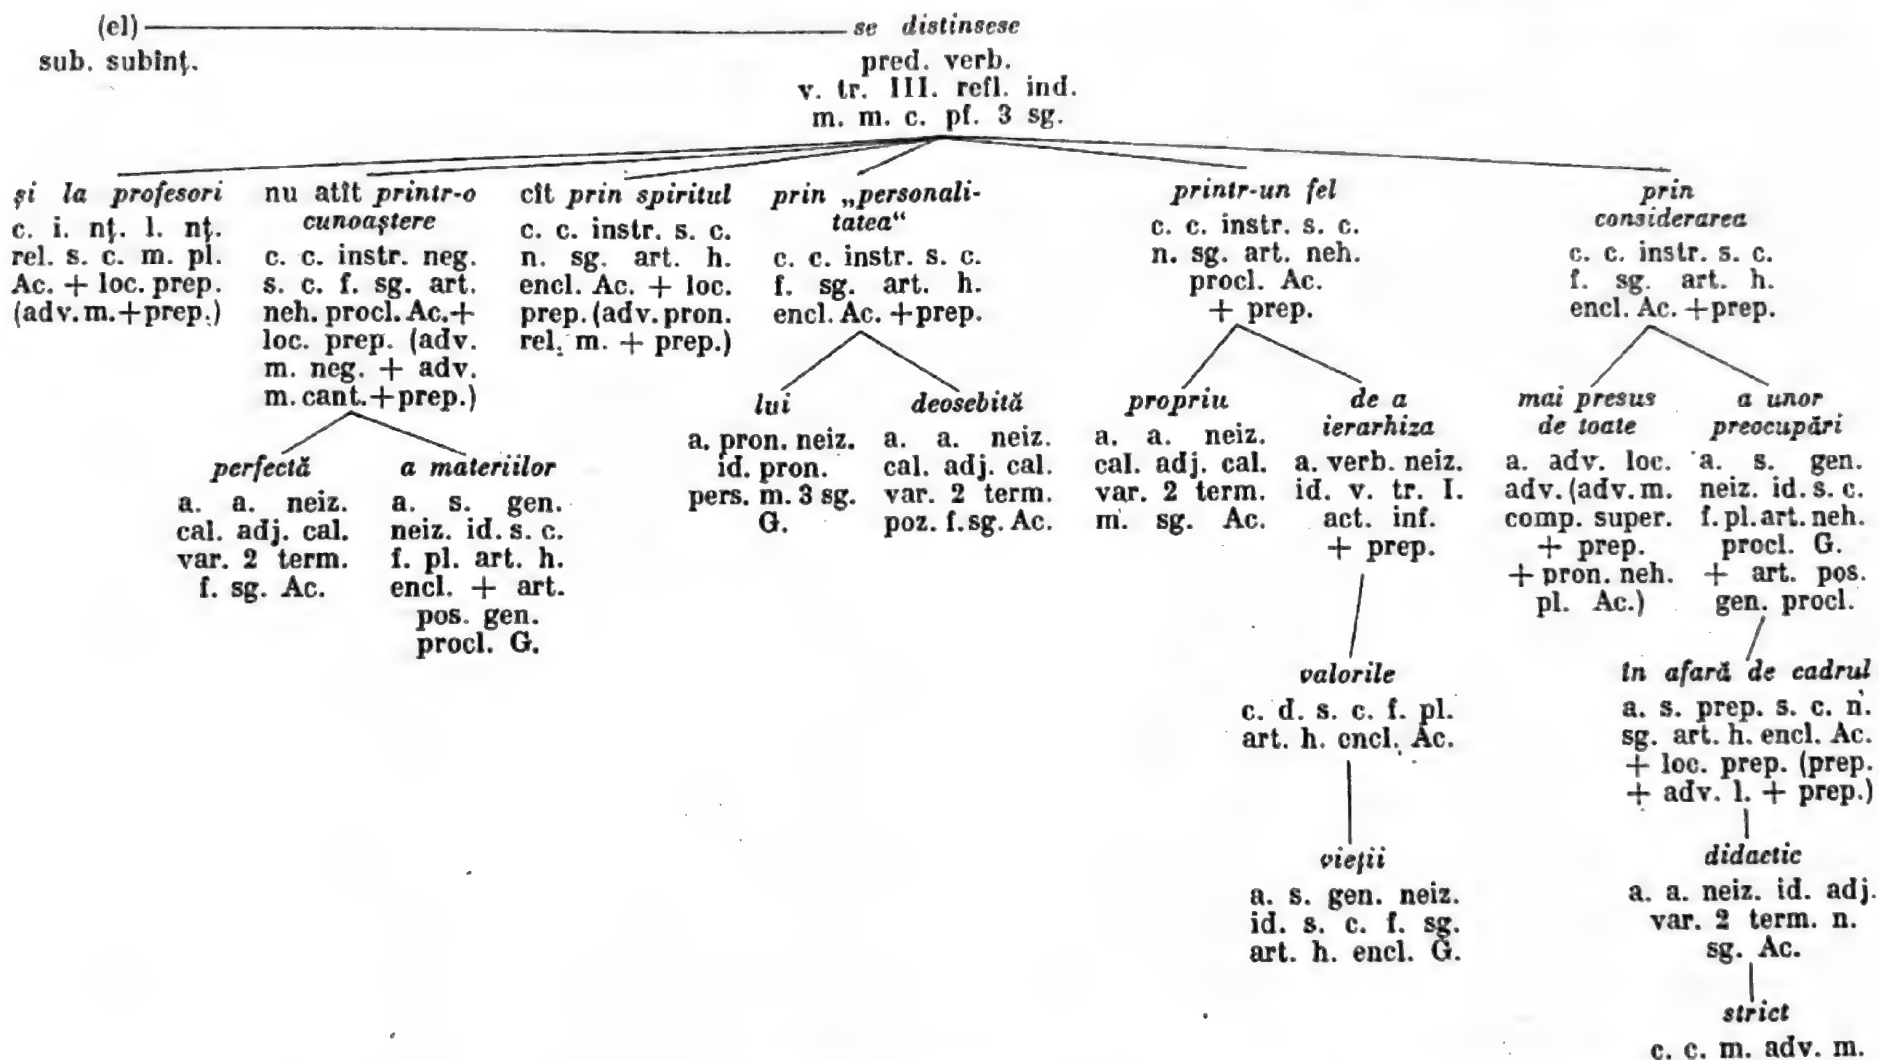 (el)
sub. subînţ.
se distinsese
pred. verb.
v. tr. III. refl. ind.
m. m. c. pf. 3 sg.
şi la profesori
c. i. nţ. l. nţ.
rel. s. c. m. pl.
Ac. + loc. prep.
(adv. m.+prep.)
nu atît printr-o
cunoaştere
c. c. instr. neg.
s. c. f. sg. art.
neh. procl. Ac.+
loc. prep. (adv.
m. neg. + adv.
m. cant.+prep.)
cît prin spiritul
c. c. instr. s. c.
n. sg. art. h.
encl. Ac. + loc.
prep. (adv. pron.
rel. m. + prep.)
prin „personali-
tatea“
c. c. instr. s. c.
f. sg. art. h.
encl. Ac. +prep.
printr-un fel
c. c. instr. s. c.
n. sg. art. neh.
procl. Ac.
+ prep.
prin
considerarea
c. c. instr. s. c.
f. sg. art. h.
encl. Ac. +prep.
perfectă
a. a. neiz.
cal. adj. cal.
var. 2 term.
f. sg. Ac.
a materiilor
a. s. gen.
neiz. id. s. c.
f. pl. art. h.
encl. + art.
pos. gen.
procl. G.
lui
a. pron. neiz.
id. pron.
pers. m. 3 sg.
G.
deosebită
a. a. neiz.
cal. adj. cal.
var. 2 term.
poz. f. sg. Ac.
propriu
a. a. neiz.
cal. adj. cal.
var. 2 term.
m. sg. Ac.
de a
ierarhiza
a. verb. neiz.
id. v. tr. I.
act. inf.
+ prep.
mai presus
de toate
a. adv. loc.
adv. (adv. m.
comp. super.
+ prep.
+ pron. neh.
pl. Ac.)
a unor
preocupări
a. s. gen.
neiz. id. s. c.
f. pl. art. neh.
procl. G.
+ art. pos.
gen. procl.
valorile
c. d. s. c. f. pl.
art. h. encl. Ac.
în afară de cadrul
a. s. prep. s. c. n.
sg. art. h. encl. Ac.
+ loc. prep. (prep.
+ adv. l. + prep.)
vieţii
a. s. gen. neiz.
id. s. c. f. sg.
art. h. encl. G.
didactic
a. a. neiz. id. adj.
var. 2 term. n.
sg. Ac.
strict
c. c. m. adv. m.